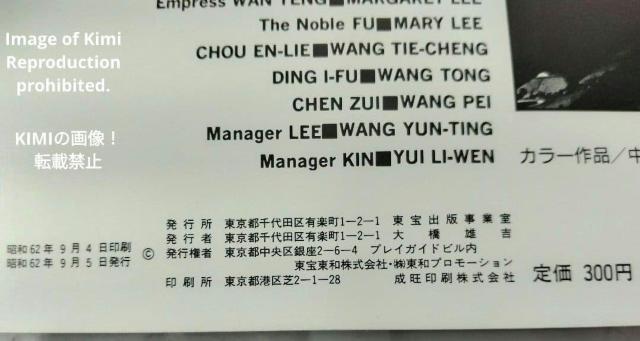 Empress WAN TENG■MARGARET LEE
The Noble FU■MARY LEE
CHOU EN-LIE■WANG TIE-CHENG
DING I-FU■WANG TONG
CHEN ZUI■WANG PEI
Manager LEE■WANG YUN-TING
Manager KIN■YUI LI-WEN
Image of Kimi
Reproduction
prohibited.
KIMIの画像！
転載禁止
カラー作品/中
昭和62年 9月 4日印刷
昭和62年 9月 5日発行
©
発行所 東京都千代田区有楽町1-2-1 東宝出版事業室
発行者 東京都千代田区有楽町1-2-1 大橋雄吉
発行権者 東京都中央区銀座2-6-4 プレイガイドビル内
東宝東和株式会社・㈱東和プロモーション
印刷所 東京都港区芝2-1-28 成旺印刷株式会社
定価 300円